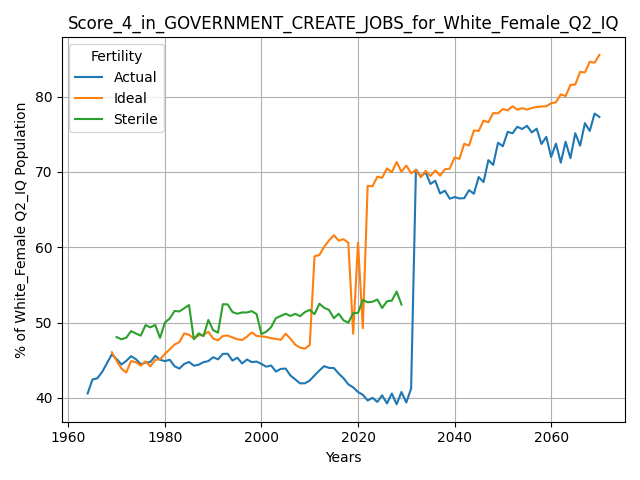 Score_4_in_GOVERNMENT_CREATE_JOBS_for_White_Female_Q2_IQ
Fertility
Actual
Ideal
Sterile
% of White_Female Q2_IQ Population
80
70
60
50
40
1960 1980 2000 2020 2040 2060
Years